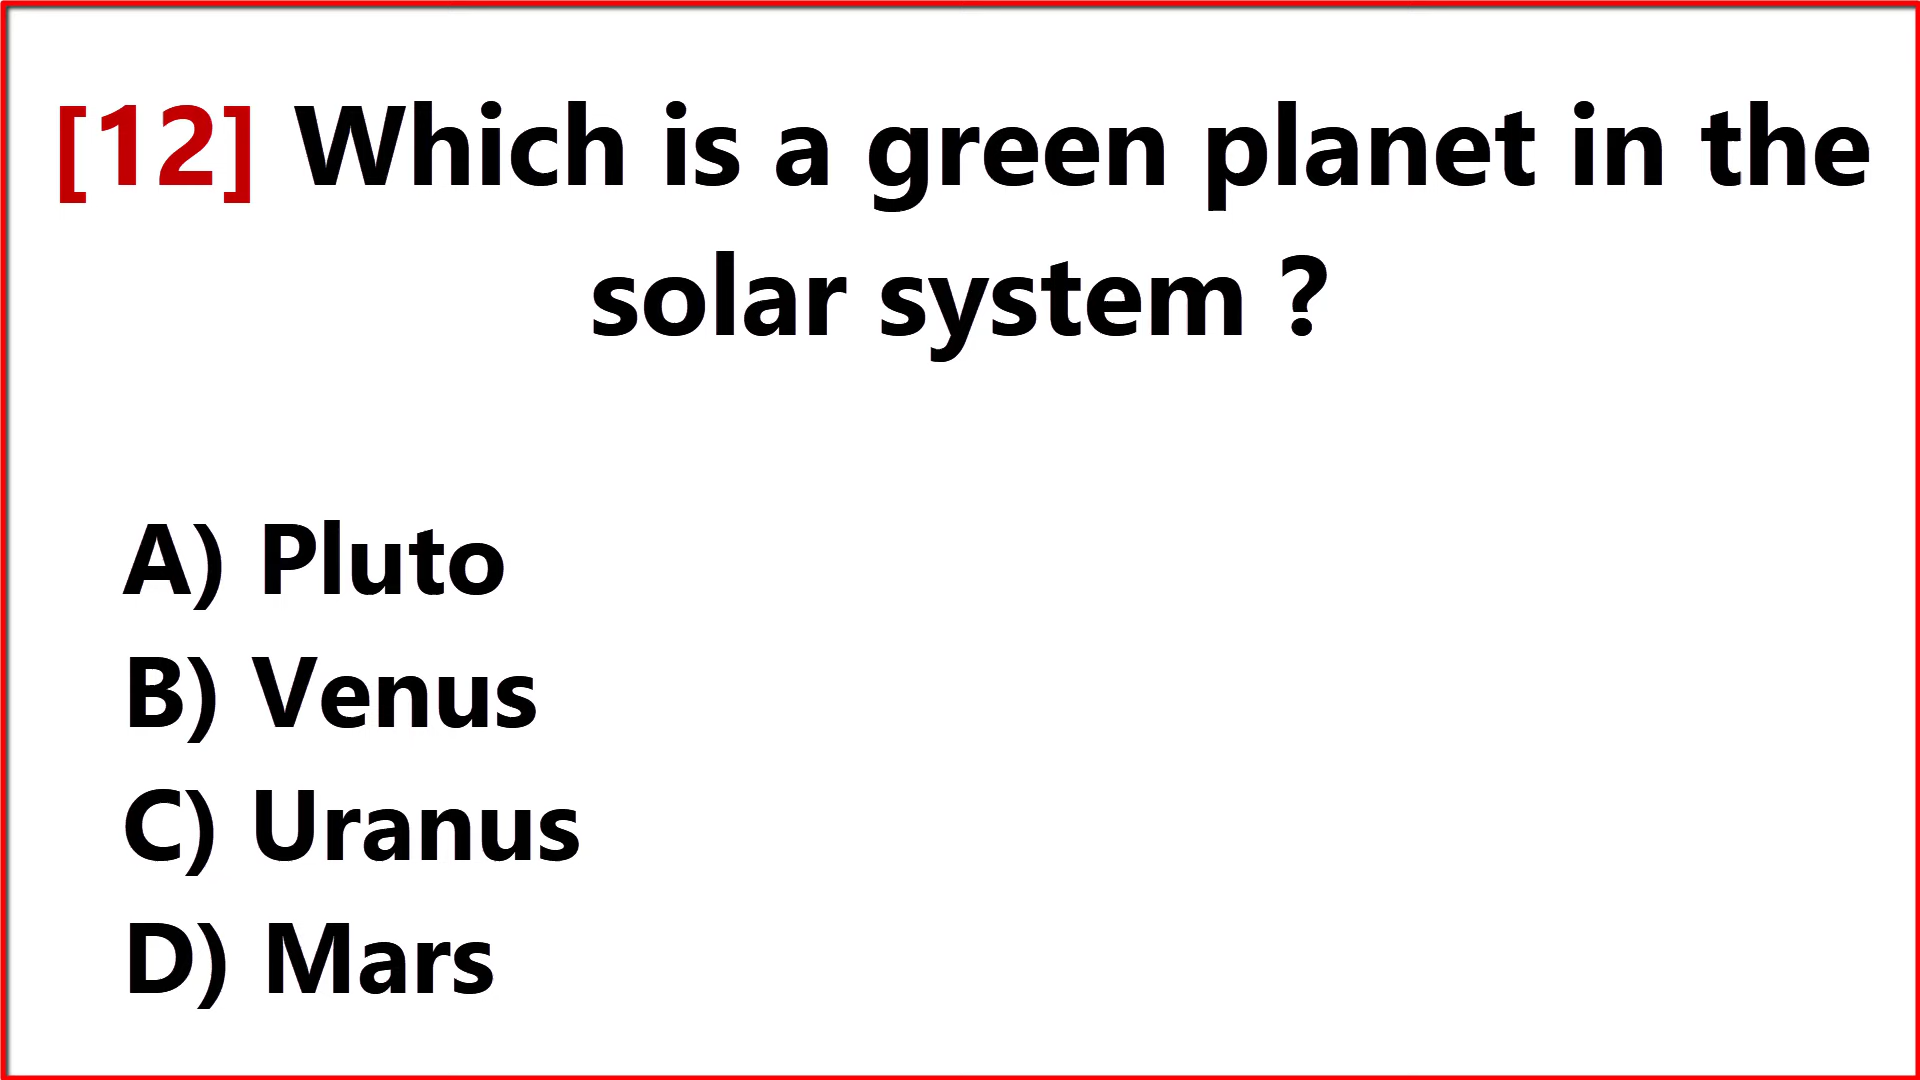 [12] Which is a green planet in the
solar system ?
A) Pluto
B) Venus
C) Uranus
D) Mars